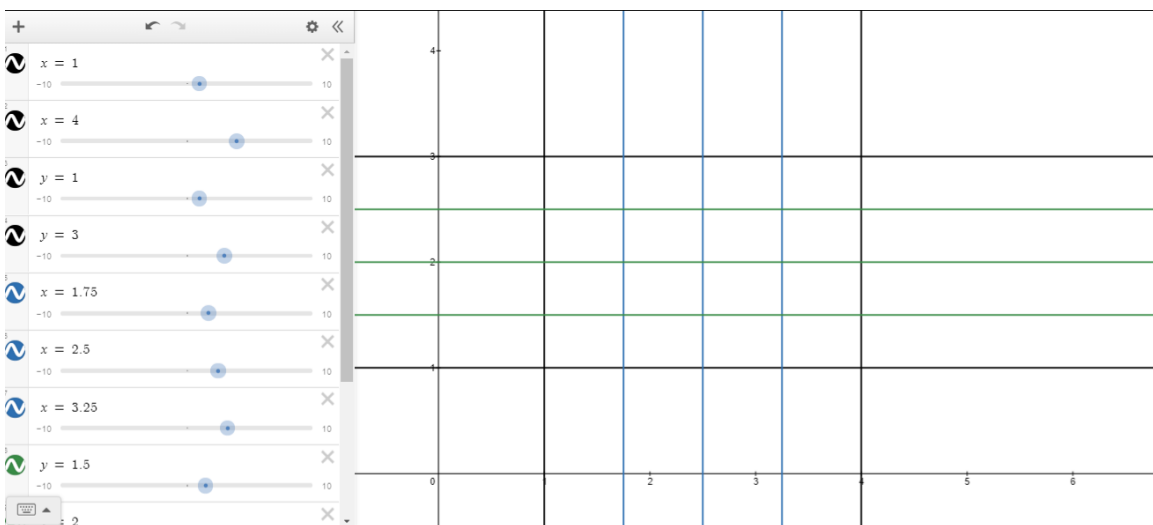 x = 1
-10 10
x = 4
-10 10
y = 1
-10 10
y = 3
-10 10
x = 1.75
-10 10
x = 2.5
-10 10
x = 3.25
-10 10
y = 1.5
-10 10
= 2
4
3
2
1
0 1 2 3 4 5 6